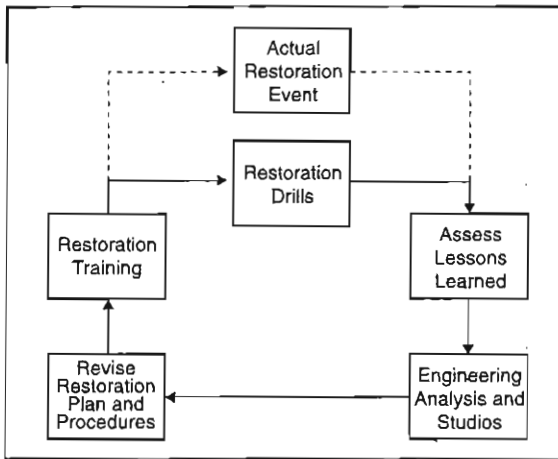 Actual
Restoration
Event
Restoration
Drills
Restoration
Training
Assess
Lessons
Learned
Revise
Restoration
Plan and
Procedures
Engineering
Analysis and
Studios